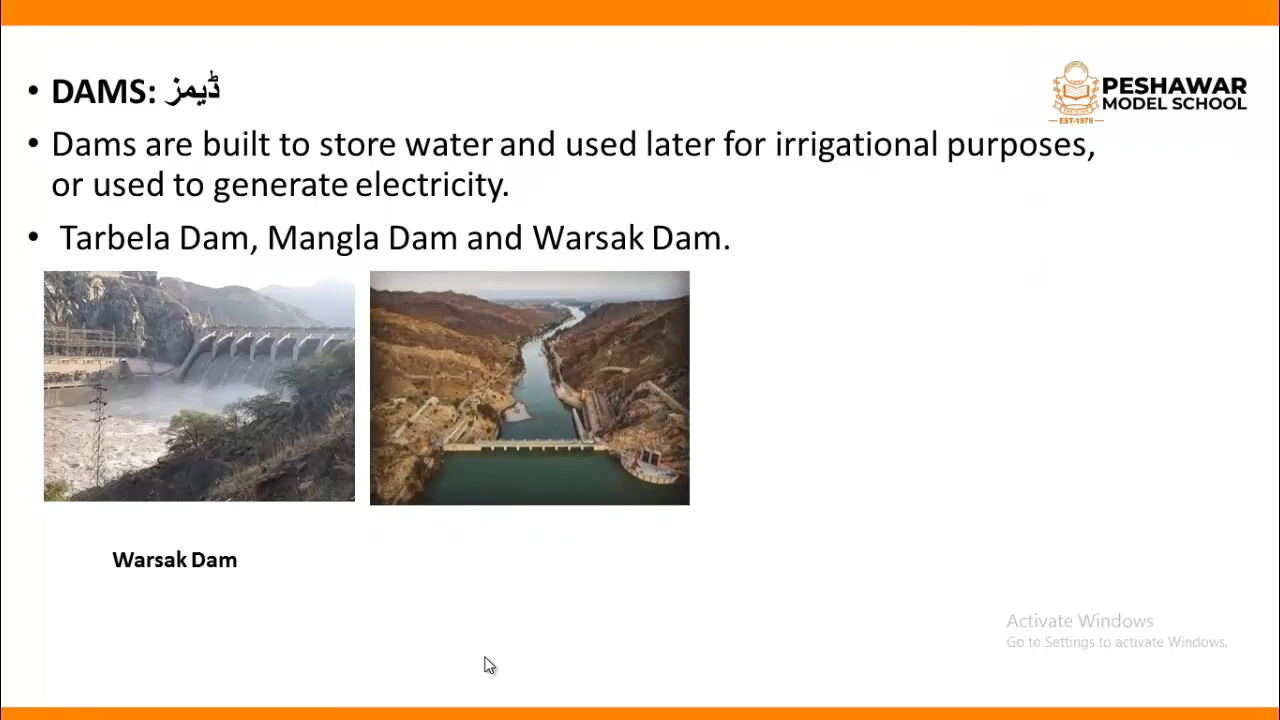 • DAMS: ڈیمز
PESHAWAR
MODEL SCHOOL
EST-1979
• Dams are built to store water and used later for irrigational purposes,
or used to generate electricity.
• Tarbela Dam, Mangla Dam and Warsak Dam.
Warsak Dam
Activate Windows
Go to Settings to activate Windows.